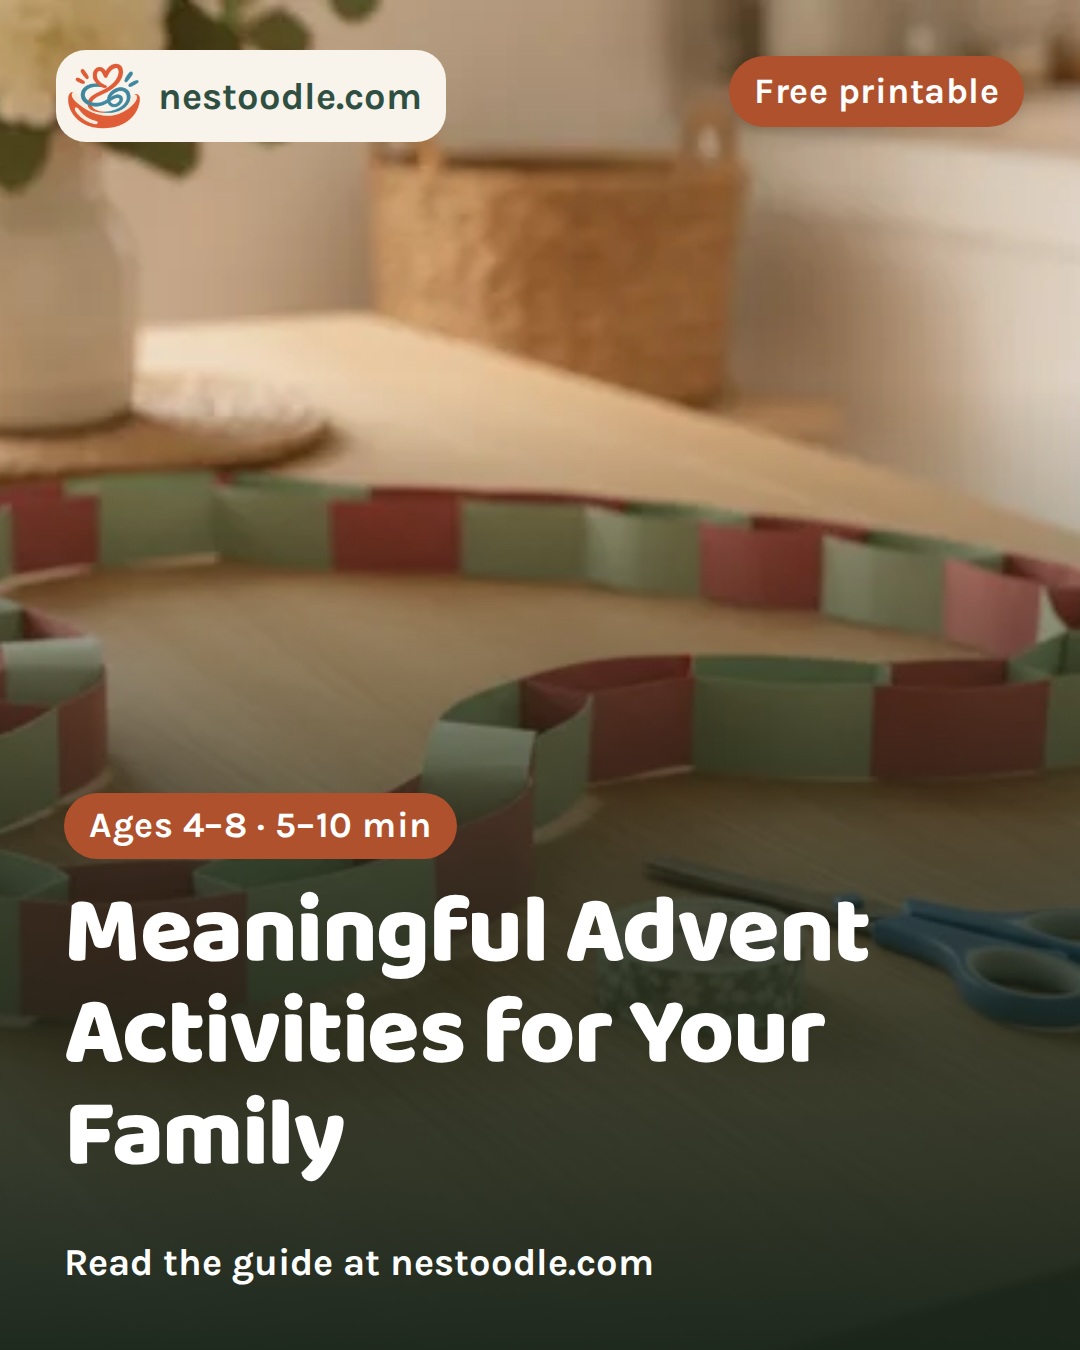 nestoodle.com
Free printable
Ages 4–8 · 5–10 min
Meaningful Advent
Activities for Your
Family
Read the guide at nestoodle.com